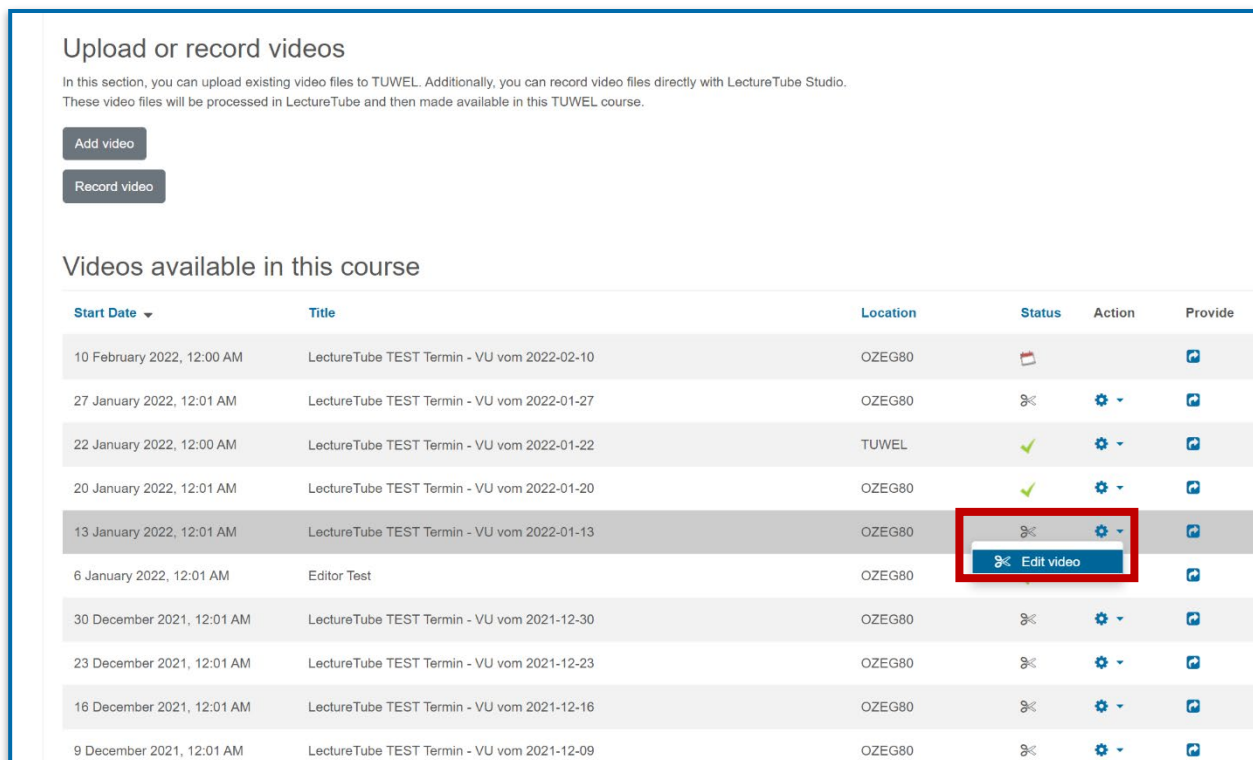 Upload or record videos
In this section, you can upload existing video files to TUWEL. Additionally, you can record video files directly with LectureTube Studio.
These video files will be processed in LectureTube and then made available in this TUWEL course.
Add video
Record video
Videos available in this course
Start Date Title Location Status Action Provide
10 February 2022, 12:00 AM LectureTube TEST Termin - VU vom 2022-02-10 OZEG80
27 January 2022, 12:01 AM LectureTube TEST Termin - VU vom 2022-01-27 OZEG80
22 January 2022, 12:00 AM LectureTube TEST Termin - VU vom 2022-01-22 TUWEL
20 January 2022, 12:01 AM LectureTube TEST Termin - VU vom 2022-01-20 OZEG80
13 January 2022, 12:01 AM LectureTube TEST Termin - VU vom 2022-01-13 OZEG80
Edit video
6 January 2022, 12:01 AM Editor Test OZEG80
30 December 2021, 12:01 AM LectureTube TEST Termin - VU vom 2021-12-30 OZEG80
23 December 2021, 12:01 AM LectureTube TEST Termin - VU vom 2021-12-23 OZEG80
16 December 2021, 12:01 AM LectureTube TEST Termin - VU vom 2021-12-16 OZEG80
9 December 2021, 12:01 AM LectureTube TEST Termin - VU vom 2021-12-09 OZEG80